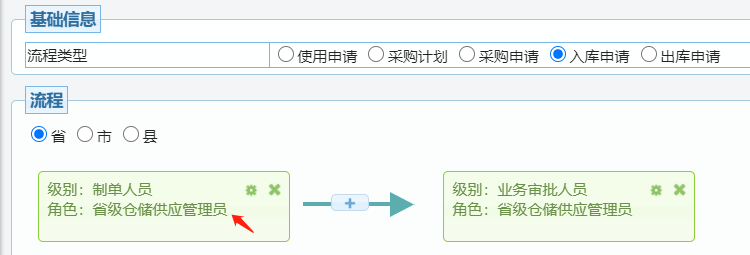 基础信息
流程类型 使用申请 采购计划 采购申请 入库申请 出库申请
流程
省 市 县
级别：制单人员
角色：省级仓储供应管理员
级别：业务审批人员
角色：省级仓储供应管理员